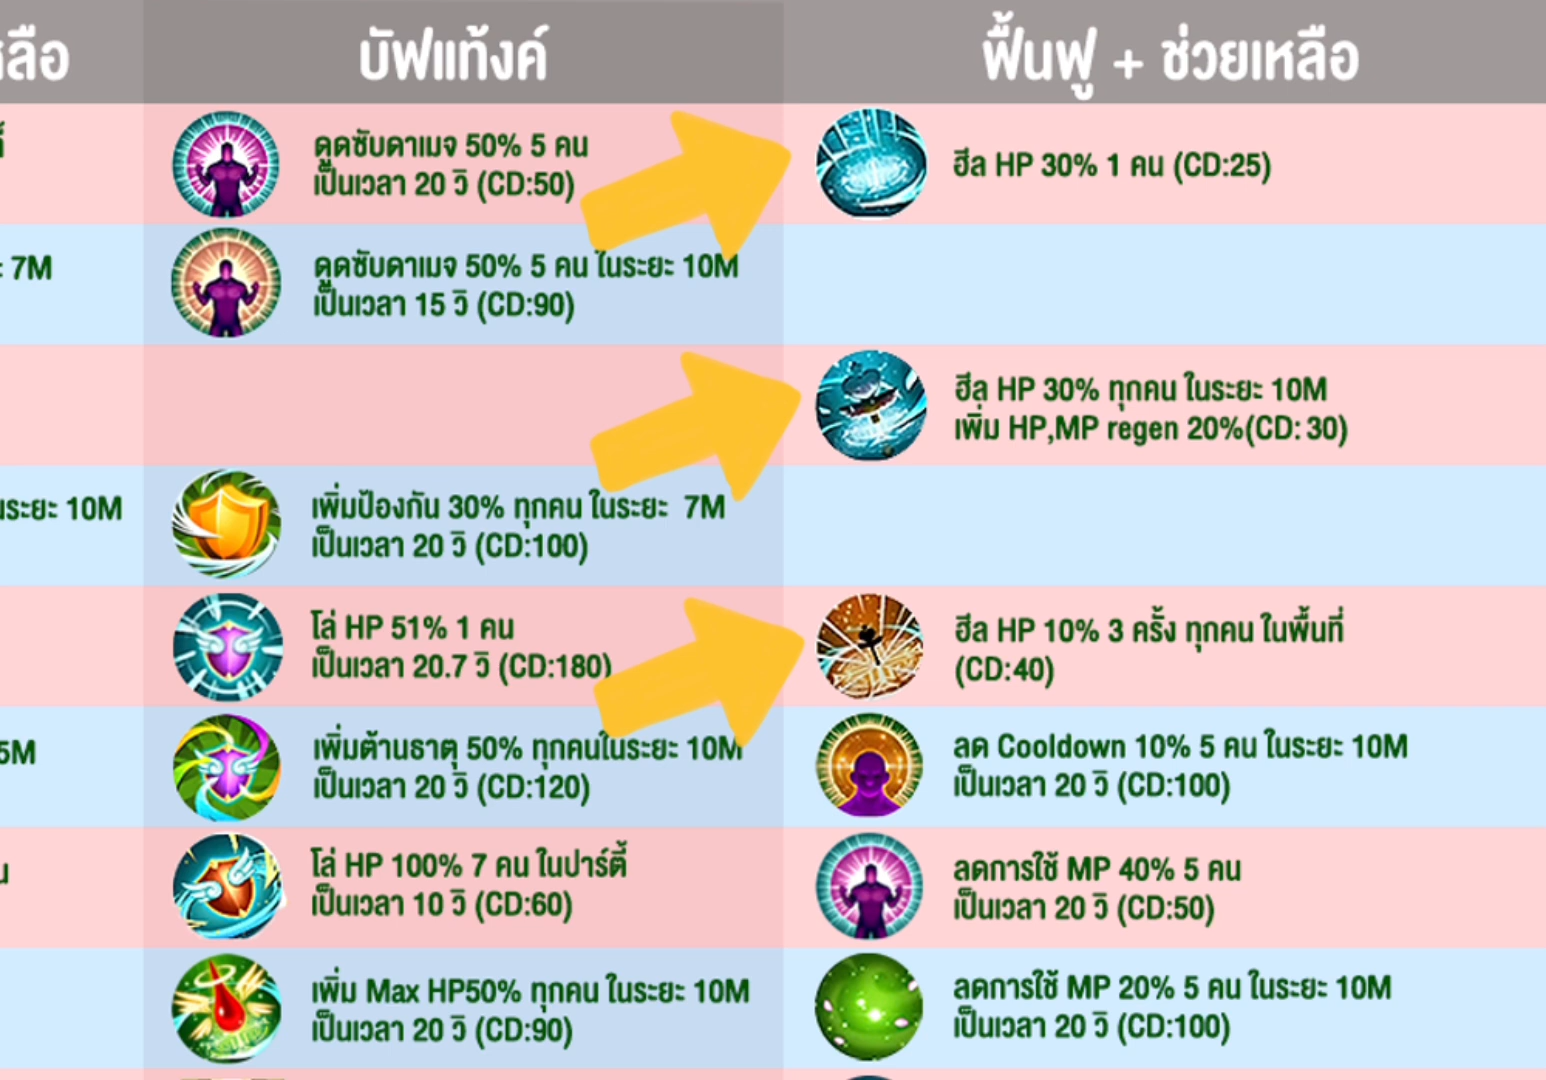 ลือ
บัฟแท้งค์
ฟื้นฟู + ช่วยเหลือ
ดูดซับดาเมจ 50% 5 คน
เป็นเวลา 20 วิ (CD:50)
ฮีล HP 30% 1 คน (CD:25)
7M
ดูดซับดาเมจ 50% 5 คน ในระยะ 10M
เป็นเวลา 15 วิ (CD:90)
ฮีล HP 30% ทุกคน ในระยะ 10M
เพิ่ม HP,MP regen 20%(CD: 30)
ระยะ 10M
เพิ่มป้องกัน 30% ทุกคน ในระยะ 7M
เป็นเวลา 20 วิ (CD:100)
โล่ HP 51% 1 คน
เป็นเวลา 20.7 วิ (CD:180)
ฮีล HP 10% 3 ครั้ง ทุกคน ในพื้นที่
(CD:40)
5M
เพิ่มต้านธาตุ 50% ทุกคนในระยะ 10M
เป็นเวลา 20 วิ (CD:120)
ลด Cooldown 10% 5 คน ในระยะ 10M
เป็นเวลา 20 วิ (CD:100)
น
โล่ HP 100% 7 คน ในปาร์ตี้
เป็นเวลา 10 วิ (CD:60)
ลดการใช้ MP 40% 5 คน
เป็นเวลา 20 วิ (CD:50)
เพิ่ม Max HP50% ทุกคน ในระยะ 10M
เป็นเวลา 20 วิ (CD:90)
ลดการใช้ MP 20% 5 คน ในระยะ 10M
เป็นเวลา 20 วิ (CD:100)